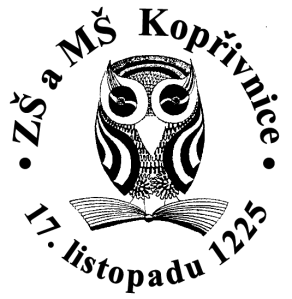 • ZŠ a MŠ Kopřivnice •
17. listopadu 1225